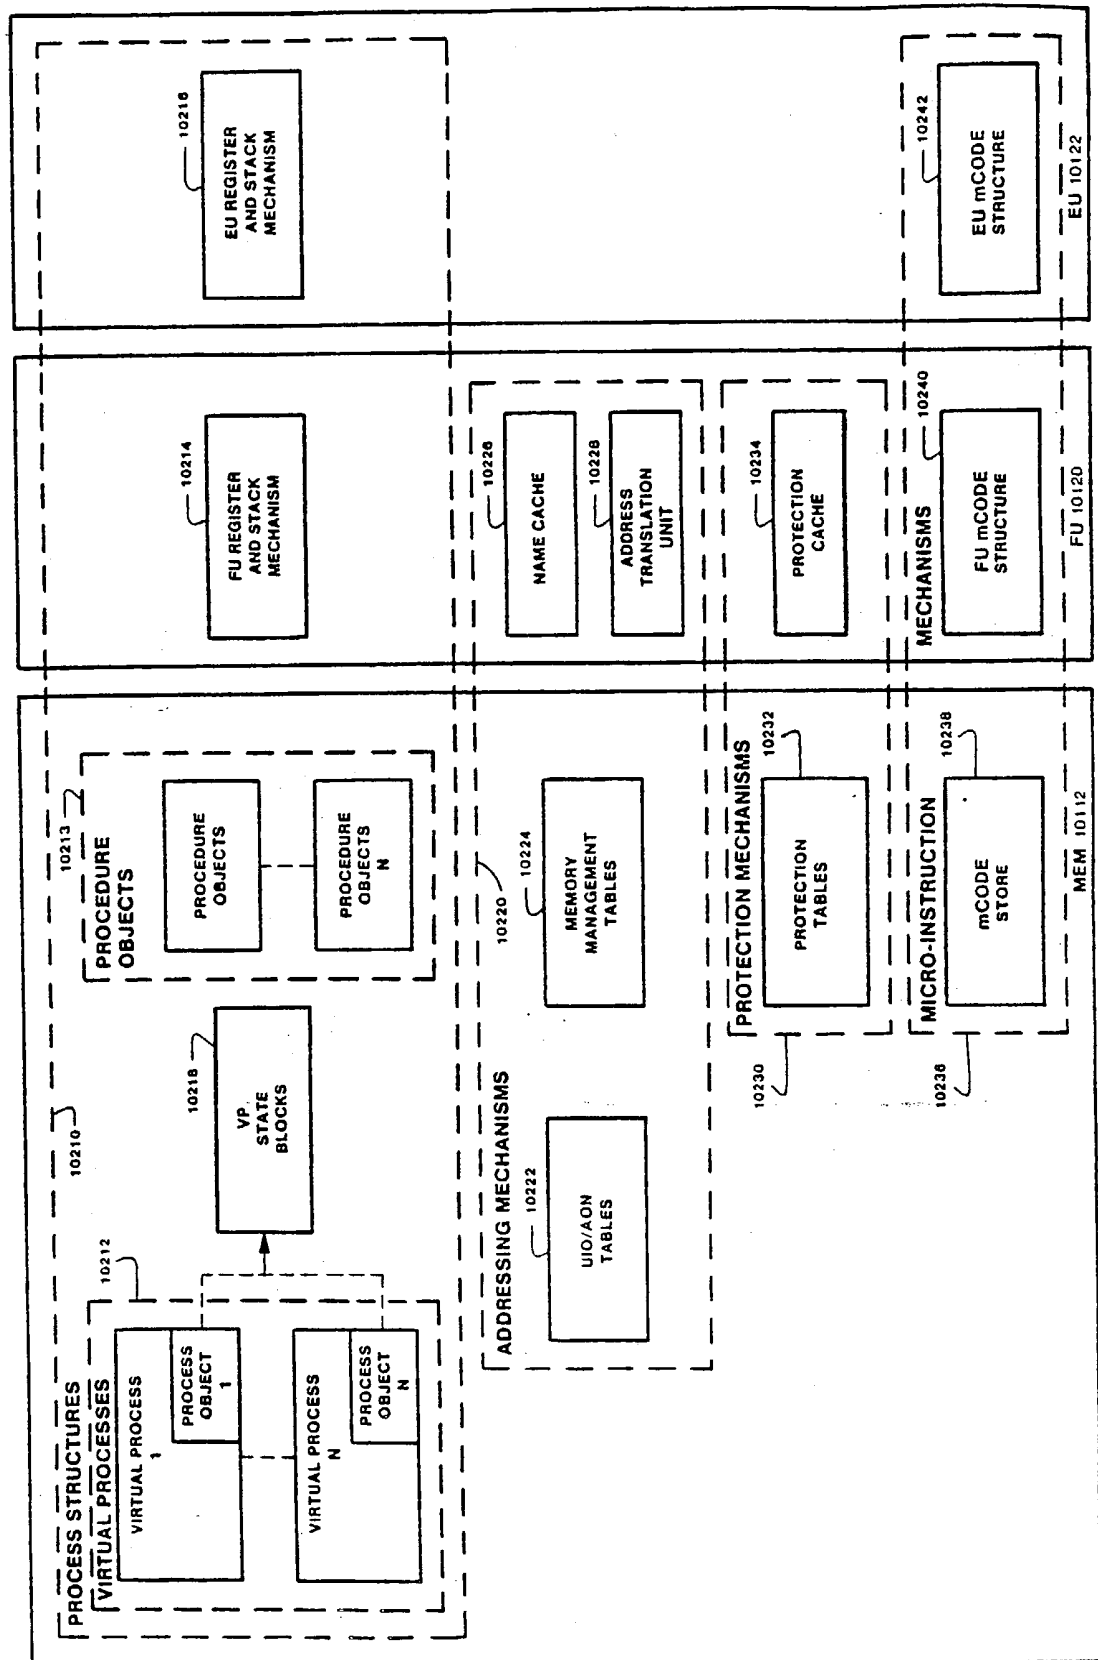 PROCESS STRUCTURES
10210
VIRTUAL PROCESSES
10212
VIRTUAL PROCESS
1
PROCESS
OBJECT
1
VIRTUAL PROCESS
N
PROCESS
OBJECT
N
10218
VP
STATE
BLOCKS
10213
PROCEDURE
OBJECTS
PROCEDURE
OBJECTS
PROCEDURE
OBJECTS
N
10214
FU REGISTER
AND STACK
MECHANISM
10216
EU REGISTER
AND STACK
MECHANISM
ADDRESSING MECHANISMS
10220
10222
UIO/AON
TABLES
10224
MEMORY
MANAGEMENT
TABLES
10226
NAME CACHE
10228
ADDRESS
TRANSLATION
UNIT
10230
PROTECTION MECHANISMS
10232
PROTECTION
TABLES
10234
PROTECTION
CACHE
10236
MICRO-INSTRUCTION
MECHANISMS
10238
mCODE
STORE
10240
FU mCODE
STRUCTURE
10242
EU mCODE
STRUCTURE
MEM 10112
FU 10120
EU 10122